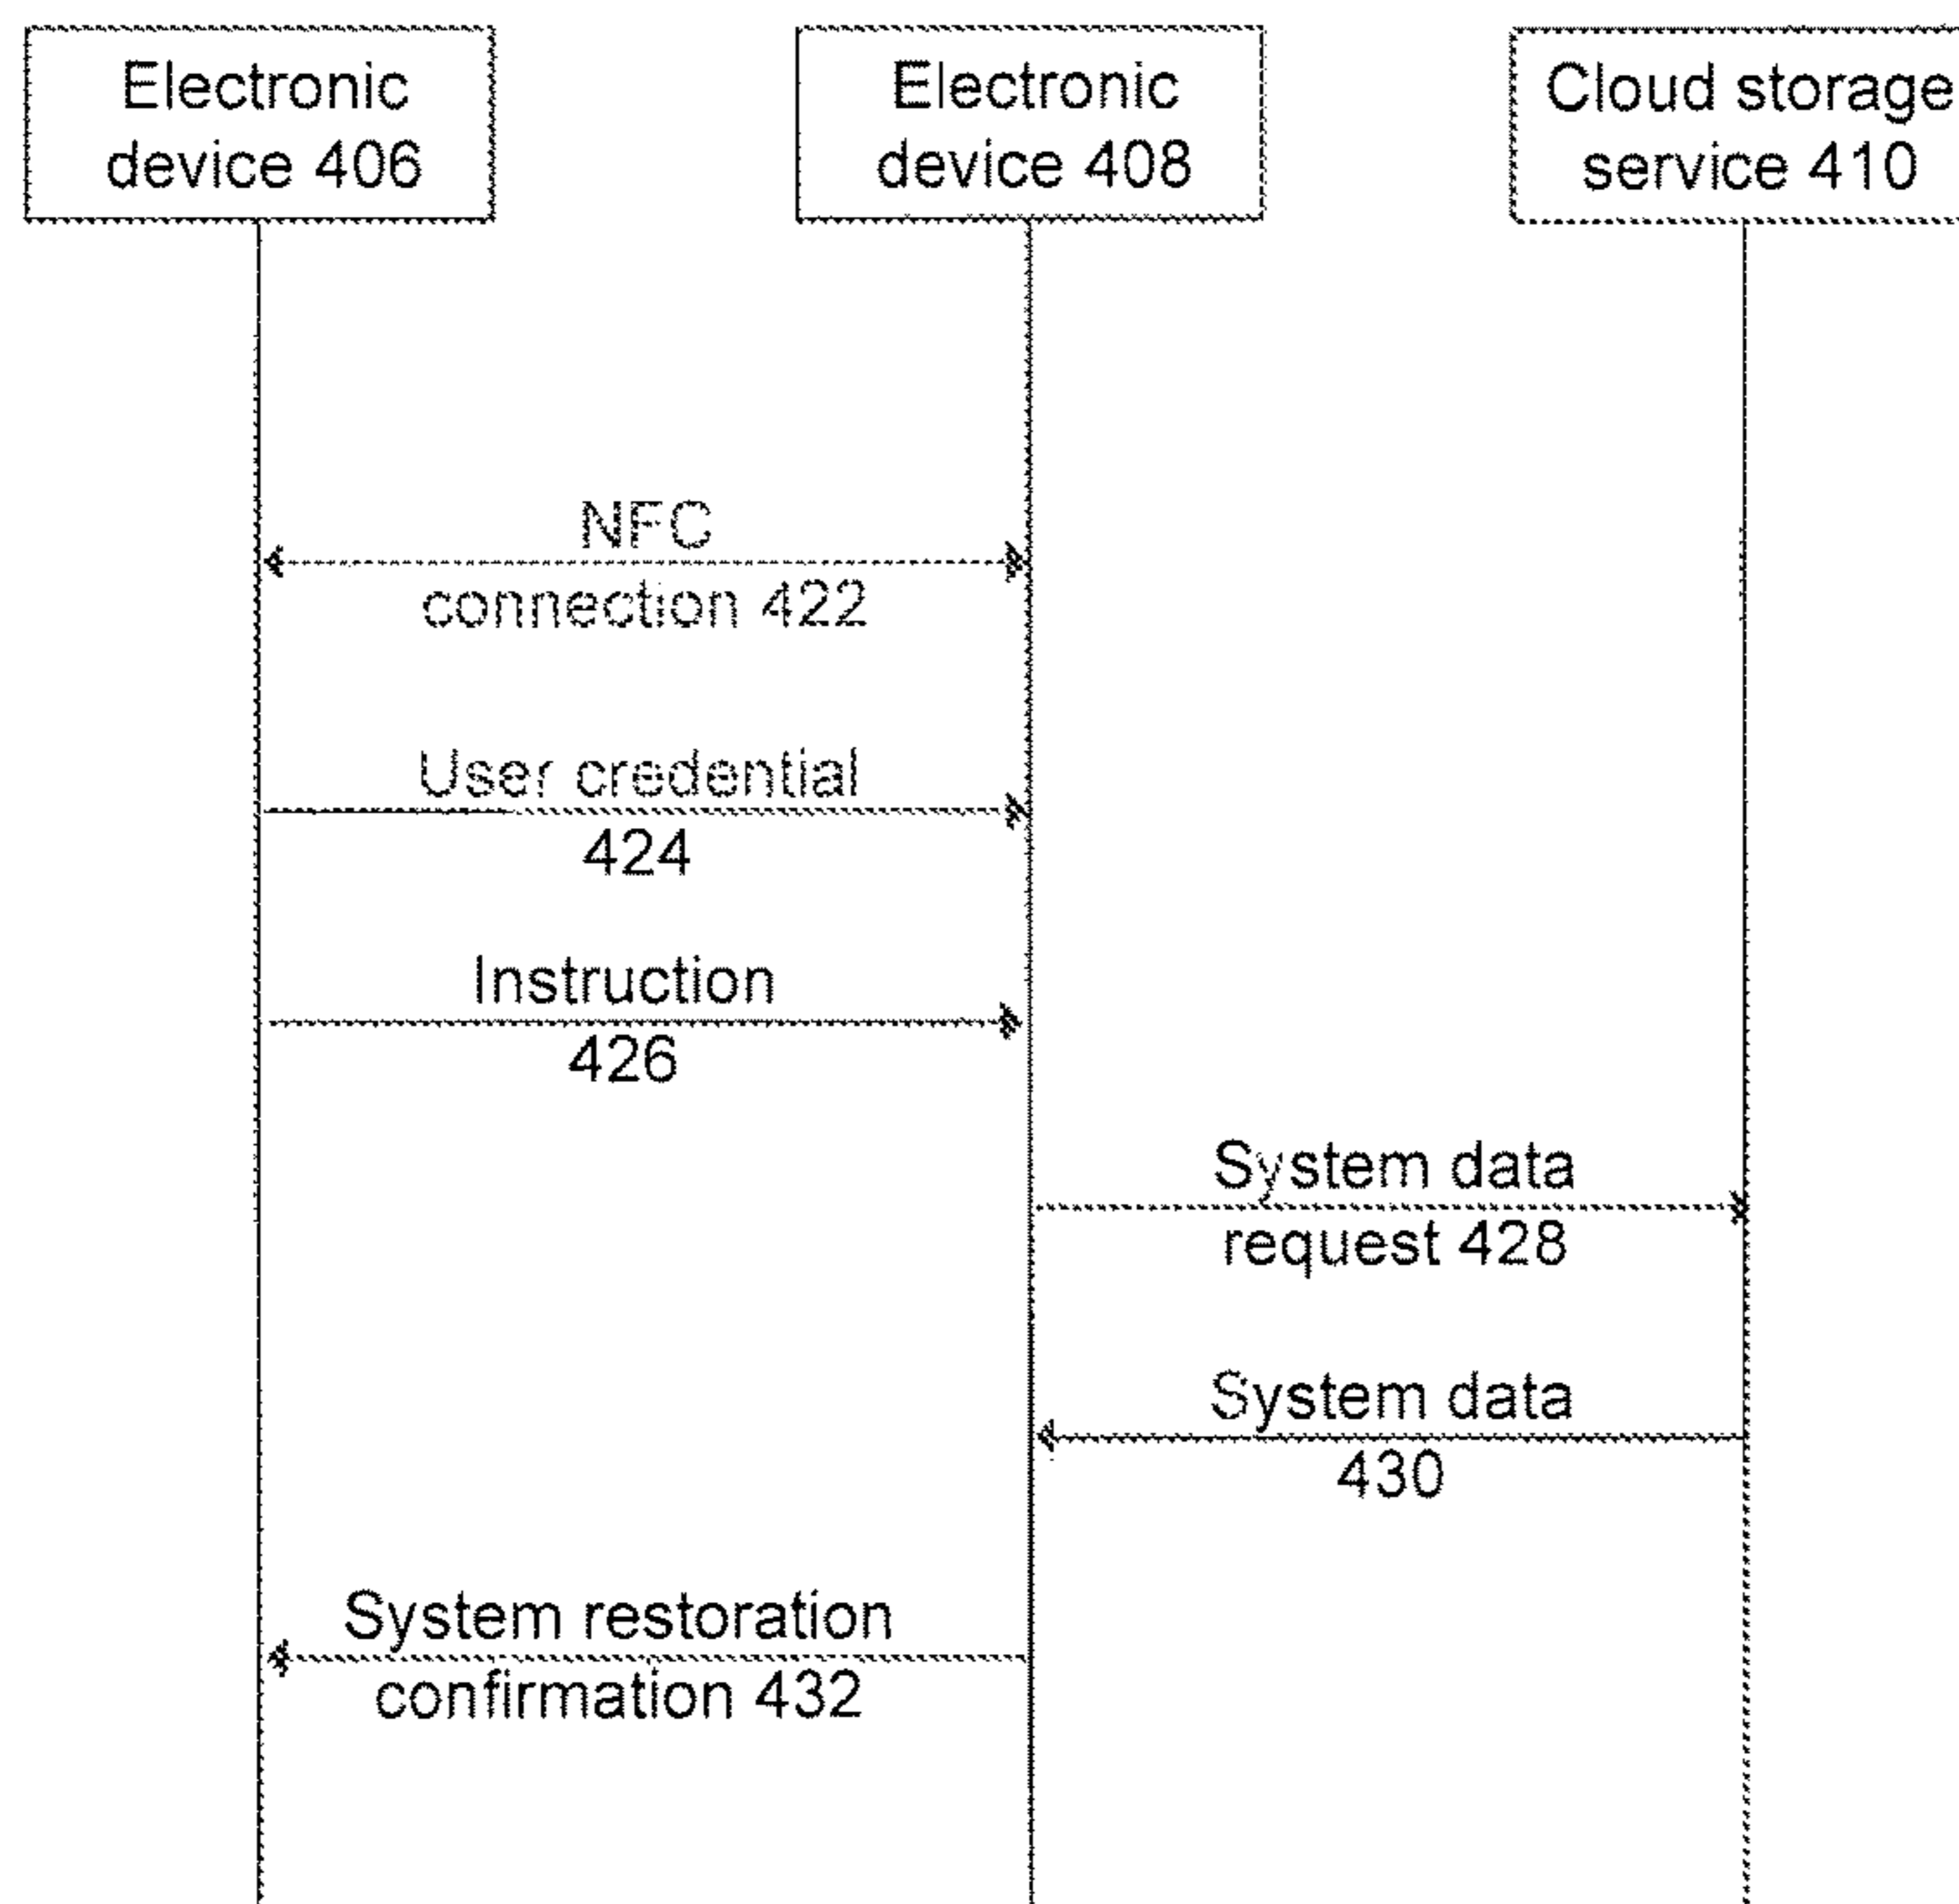 Electronic
device 406
Electronic
device 408
Cloud storage
service 410
NFC
connection 422
User credential
424
Instruction
426
System data
request 428
System data
430
System restoration
confirmation 432